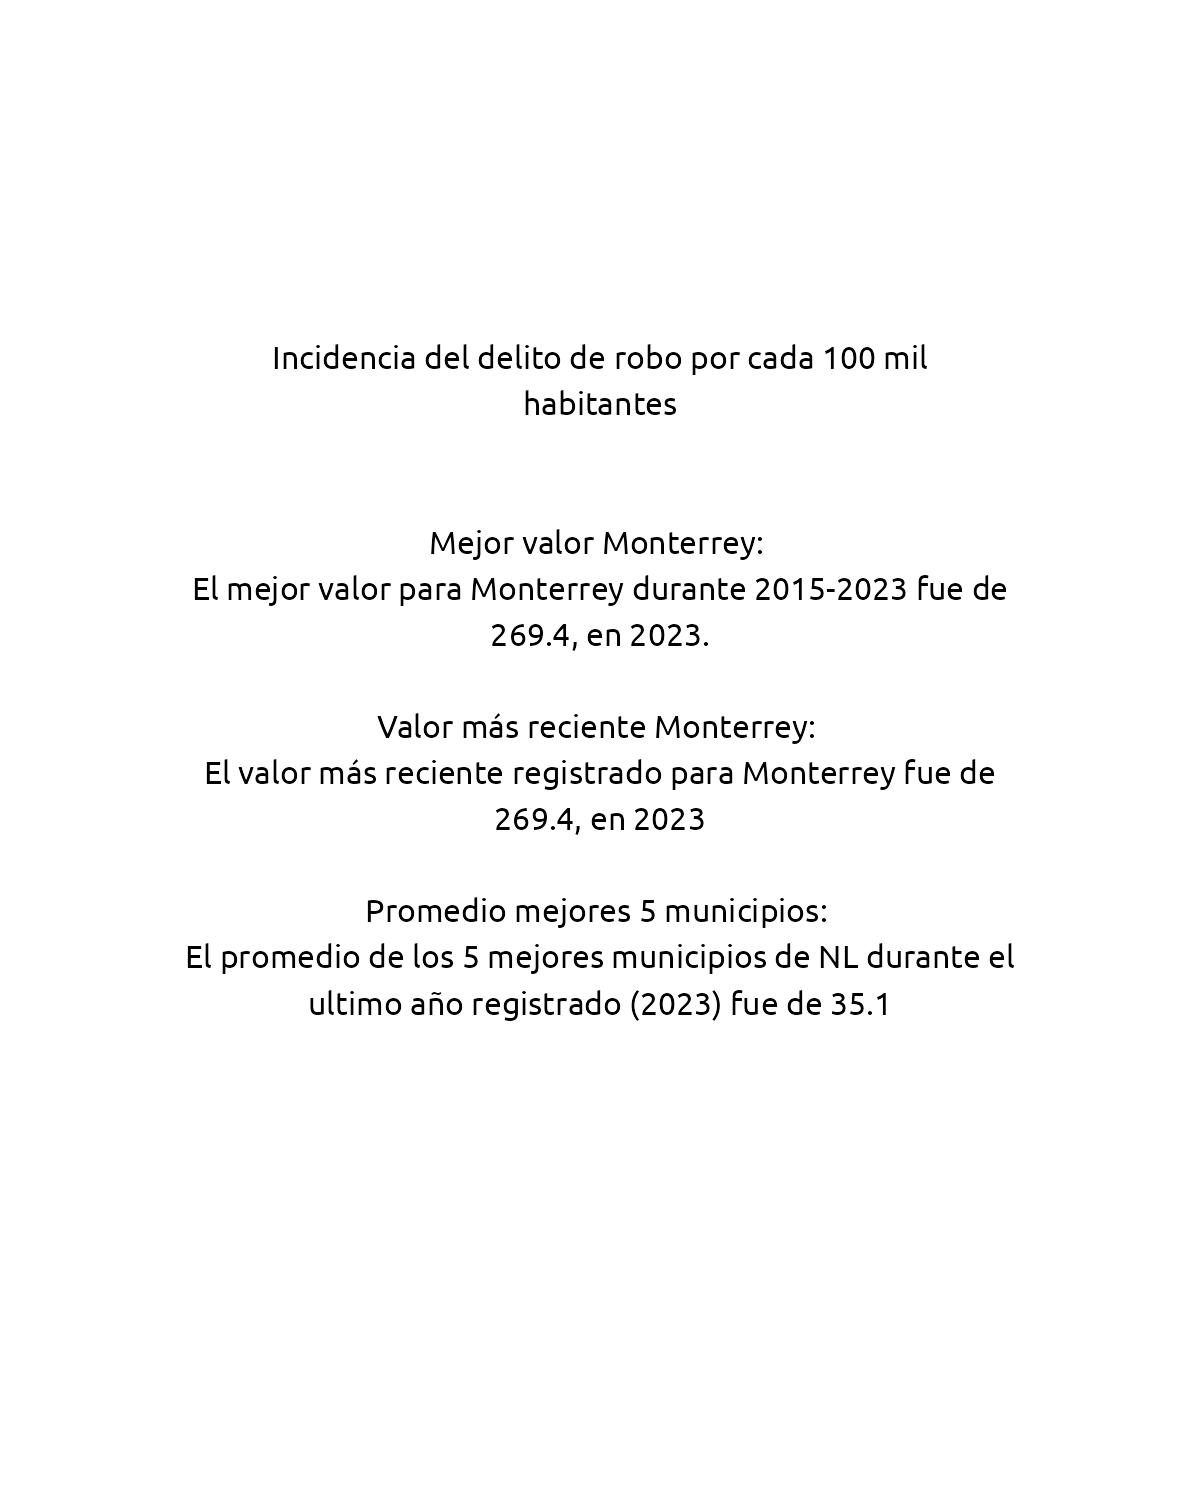 Incidencia del delito de robo por cada 100 mil
habitantes
Mejor valor Monterrey:
El mejor valor para Monterrey durante 2015-2023 fue de
269.4, en 2023.
Valor más reciente Monterrey:
El valor más reciente registrado para Monterrey fue de
269.4, en 2023
Promedio mejores 5 municipios:
El promedio de los 5 mejores municipios de NL durante el
ultimo año registrado (2023) fue de 35.1